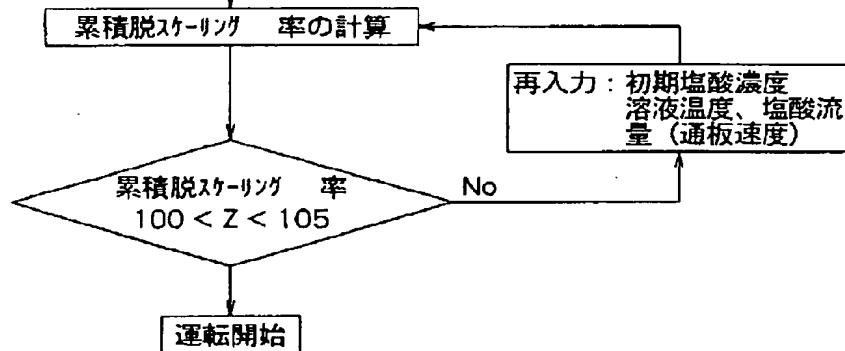 累積脱スケーリング 率の計算
再入力：初期塩酸濃度
溶液温度、塩酸流
量（通板速度）
累積脱スケーリング 率
100 < Z < 105
No
運転開始